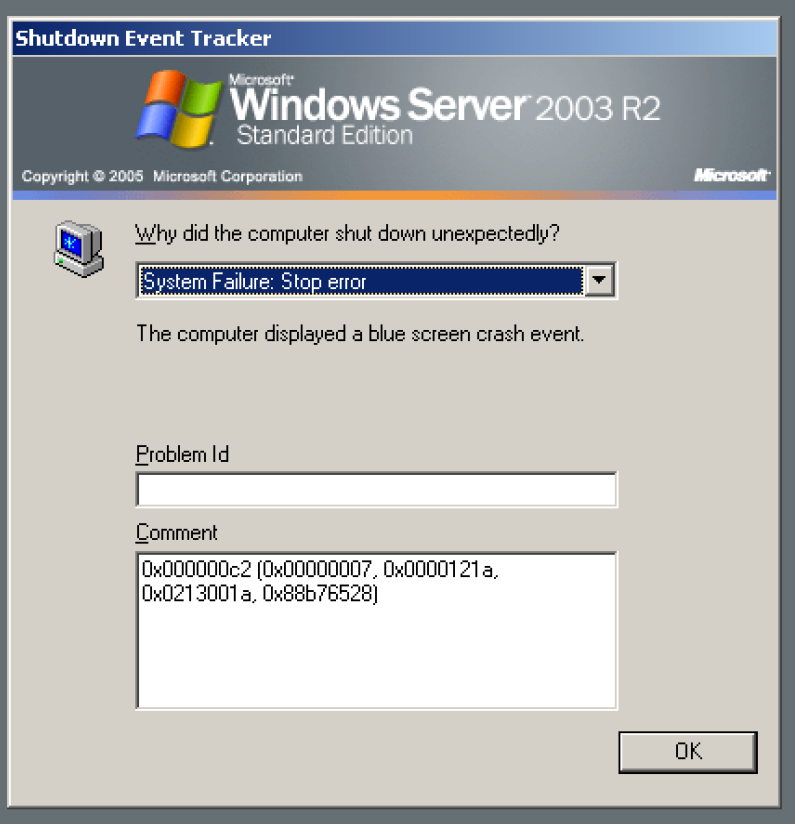 Shutdown Event Tracker
Microsoft
Windows Server 2003 R2
Standard Edition
Copyright © 2005 Microsoft Corporation
Microsoft
Why did the computer shut down unexpectedly?
System Failure: Stop error
The computer displayed a blue screen crash event.
Problem Id
Comment
0x000000c2 (0x00000007, 0x0000121a,
0x0213001a, 0x88b76528)
OK